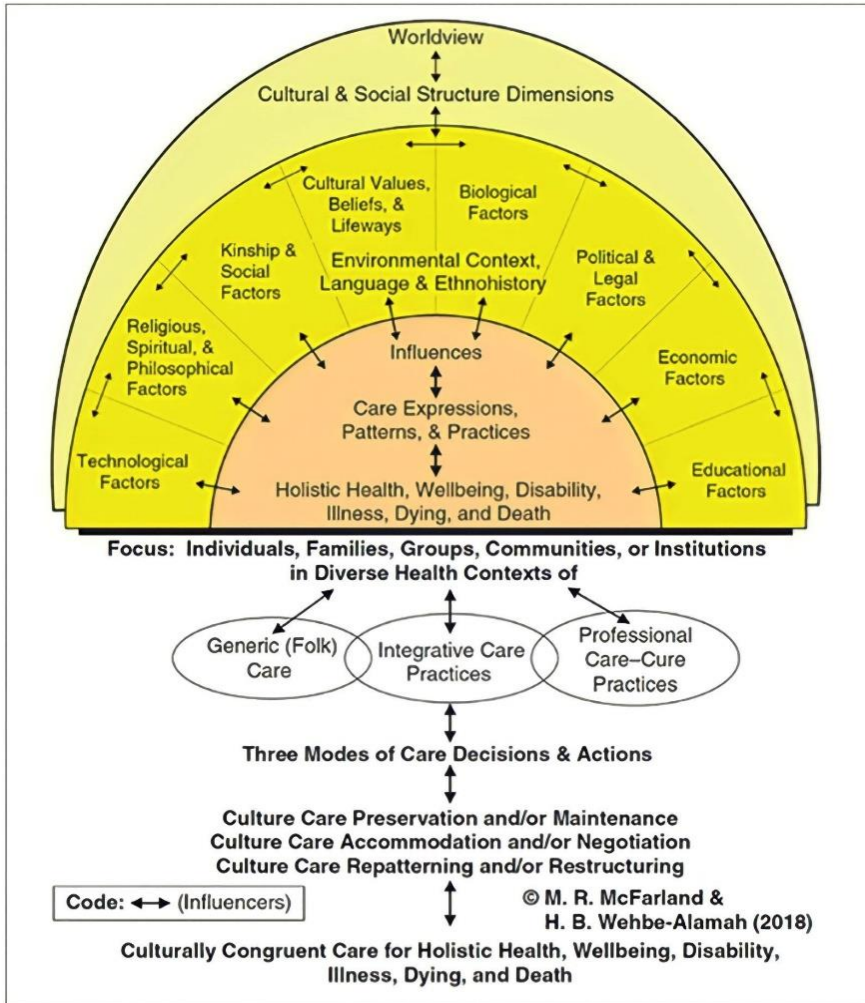 Worldview
Cultural & Social Structure Dimensions
Cultural Values,
Beliefs, &
Lifeways
Biological
Factors
Kinship &
Social
Factors
Environmental Context,
Language & Ethnohistory
Political &
Legal
Factors
Religious,
Spiritual, &
Philosophical
Factors
Influences
Economic
Factors
Care Expressions,
Patterns, & Practices
Technological
Factors
Holistic Health, Wellbeing, Disability,
Illness, Dying, and Death
Educational
Factors
Focus: Individuals, Families, Groups, Communities, or Institutions
in Diverse Health Contexts of
Generic (Folk)
Care
Integrative Care
Practices
Professional
Care–Cure
Practices
Three Modes of Care Decisions & Actions
Culture Care Preservation and/or Maintenance
Culture Care Accommodation and/or Negotiation
Culture Care Repatterning and/or Restructuring
Code: ↔ (Influencers)
© M. R. McFarland &
H. B. Wehbe-Alamah (2018)
Culturally Congruent Care for Holistic Health, Wellbeing, Disability,
Illness, Dying, and Death